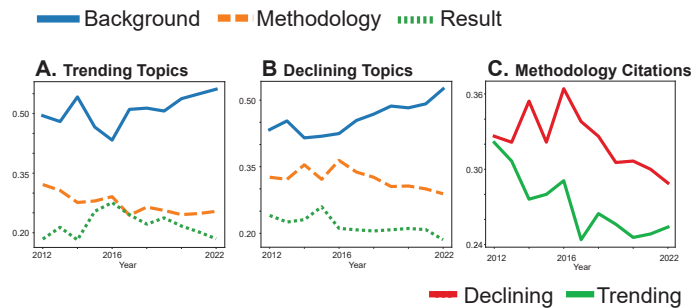 Background Methodology Result
A. Trending Topics
B Declining Topics
C. Methodology Citations
0.50
0.35
0.20
2012 2016 2022
Year
0.50
0.35
0.20
2012 2016 2022
Year
0.36
0.30
0.24
2012 2016 2022
Year
Declining Trending